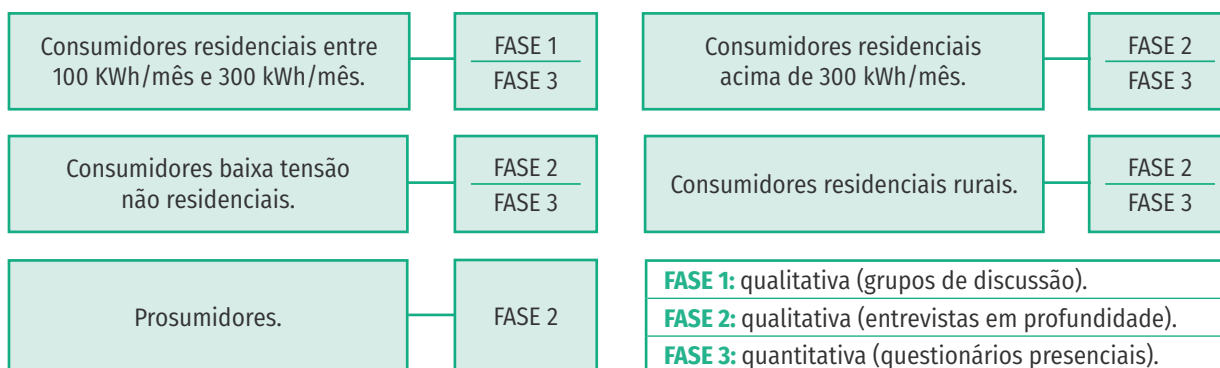 Consumidores residenciais entre
100 KWh/mês e 300 kWh/mês.
FASE 1
FASE 3
Consumidores residenciais
acima de 300 kWh/mês.
FASE 2
FASE 3
Consumidores baixa tensão
não residenciais.
FASE 2
FASE 3
Consumidores residenciais rurais.
FASE 2
FASE 3
Prosumidores.
FASE 2
FASE 1: qualitativa (grupos de discussão).
FASE 2: qualitativa (entrevistas em profundidade).
FASE 3: quantitativa (questionários presenciais).